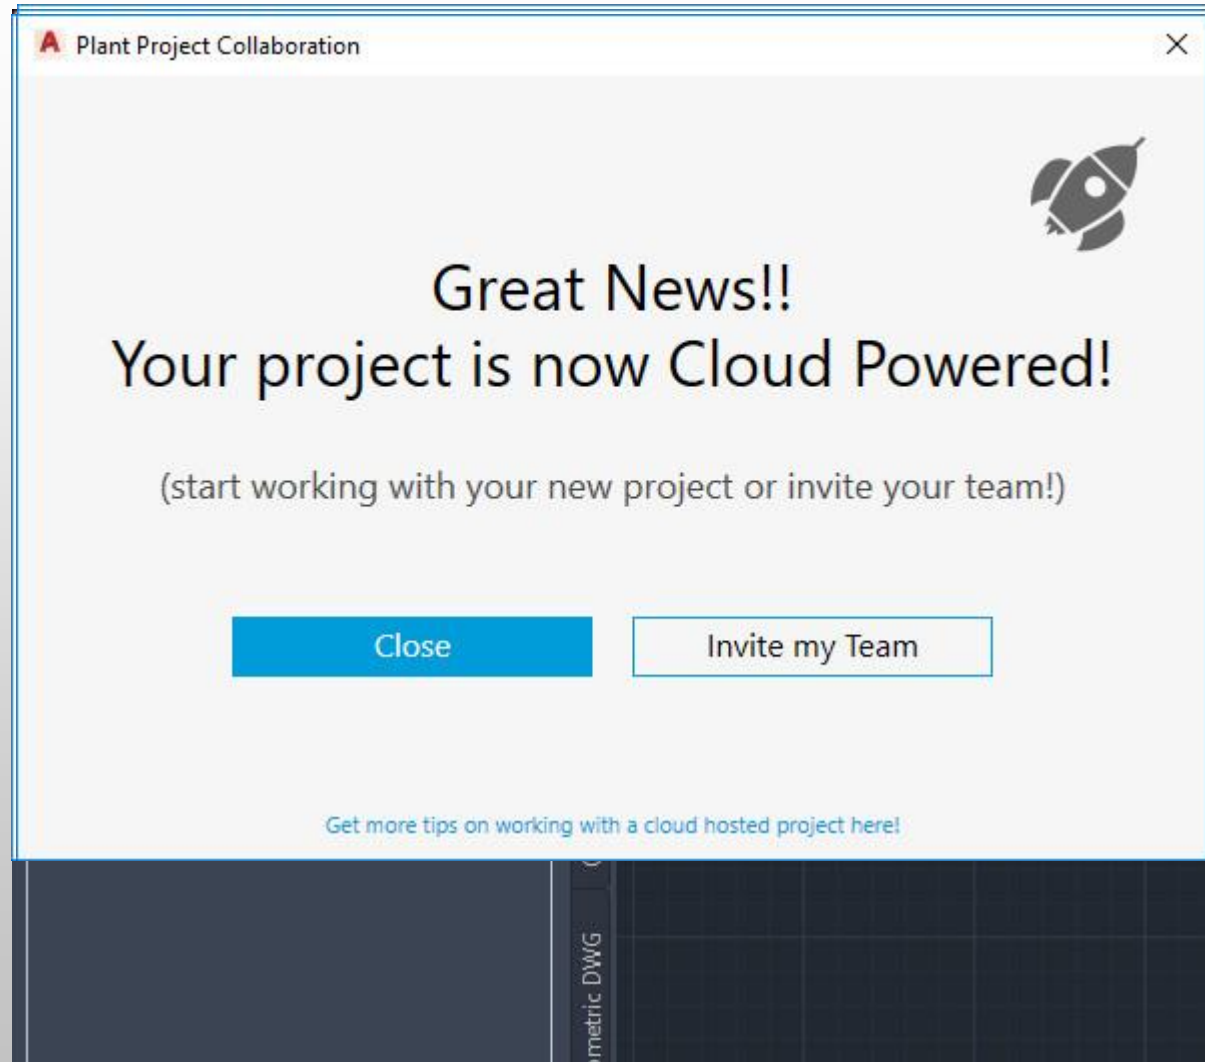 Plant Project Collaboration
Great News!!
Your project is now Cloud Powered!
(start working with your new project or invite your team!)
Close
Invite my Team
Get more tips on working with a cloud hosted project here!
DWG